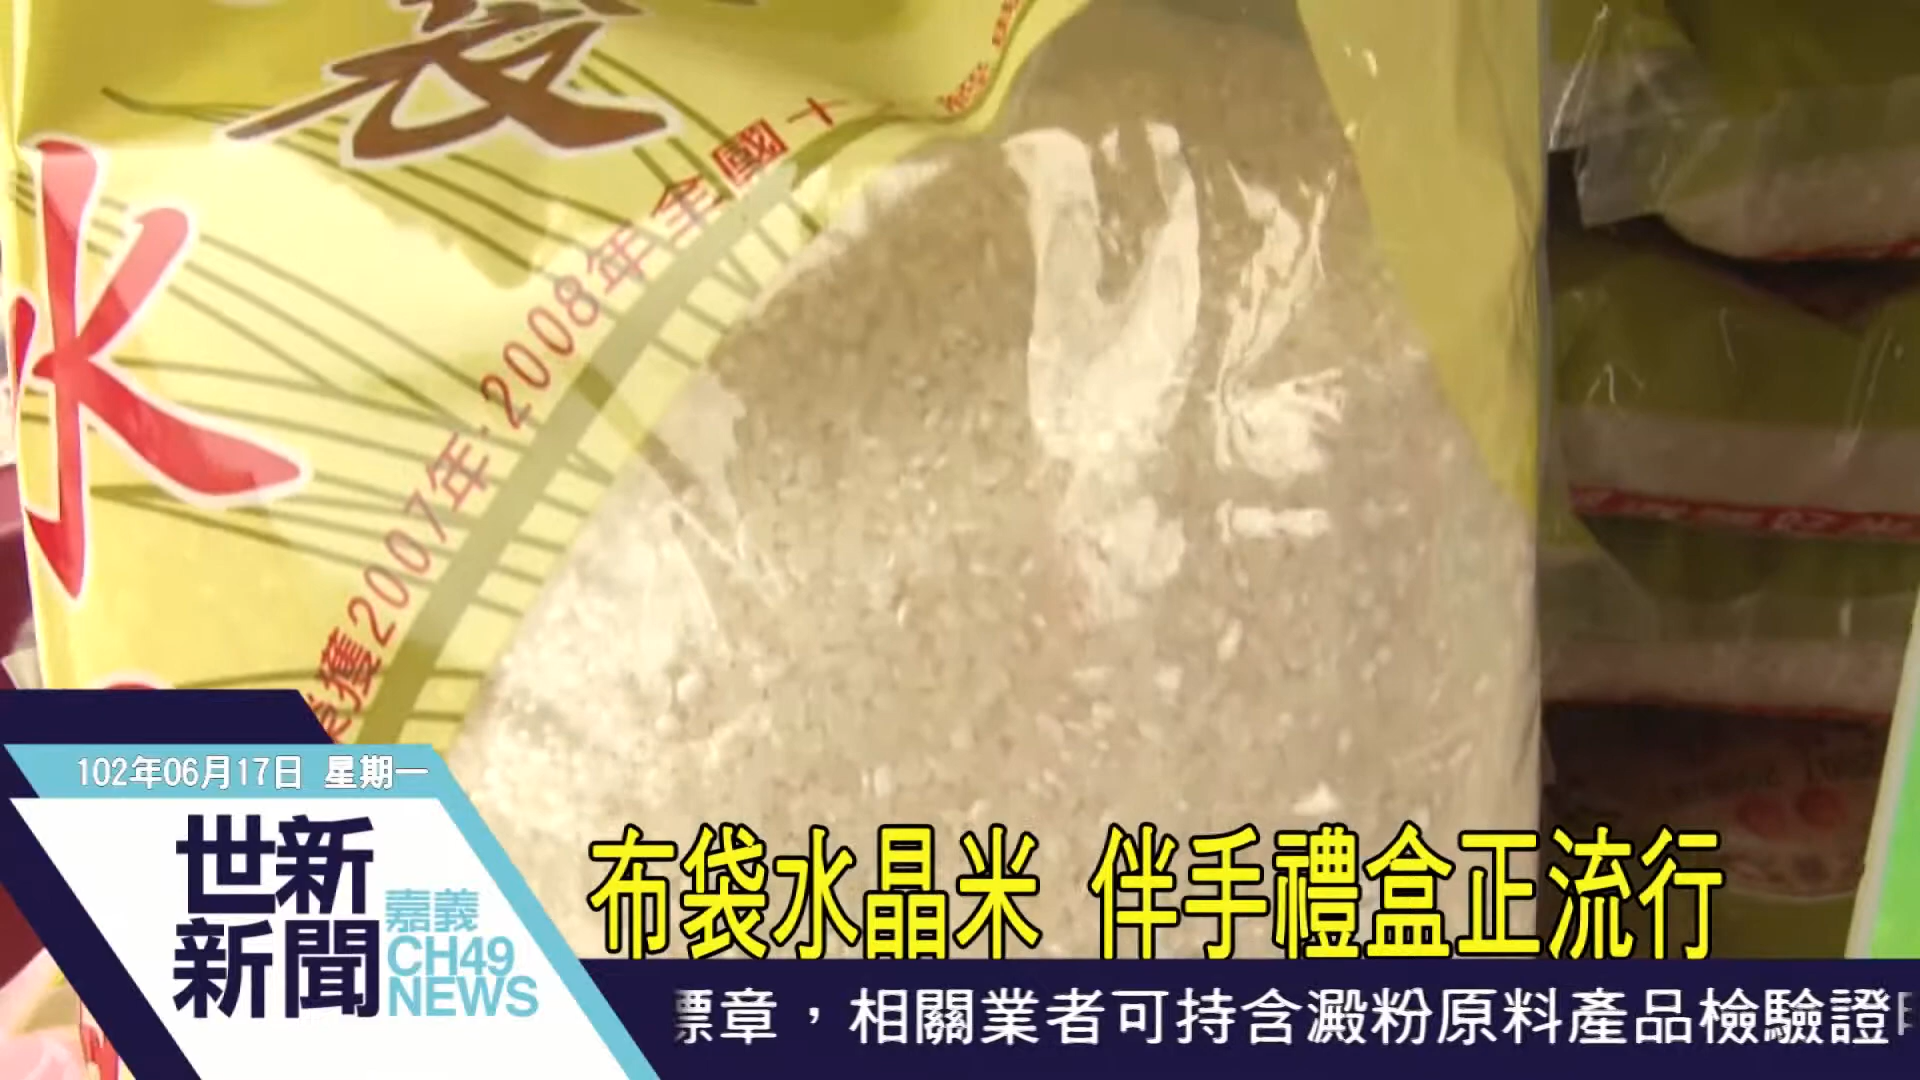 袋
水
獲2007年·2008年全國十
102年06月17日 星期一
世新
新聞
嘉義
CH49
NEWS
布袋水晶米 伴手禮盒正流行
標章，相關業者可持含澱粉原料產品檢驗證